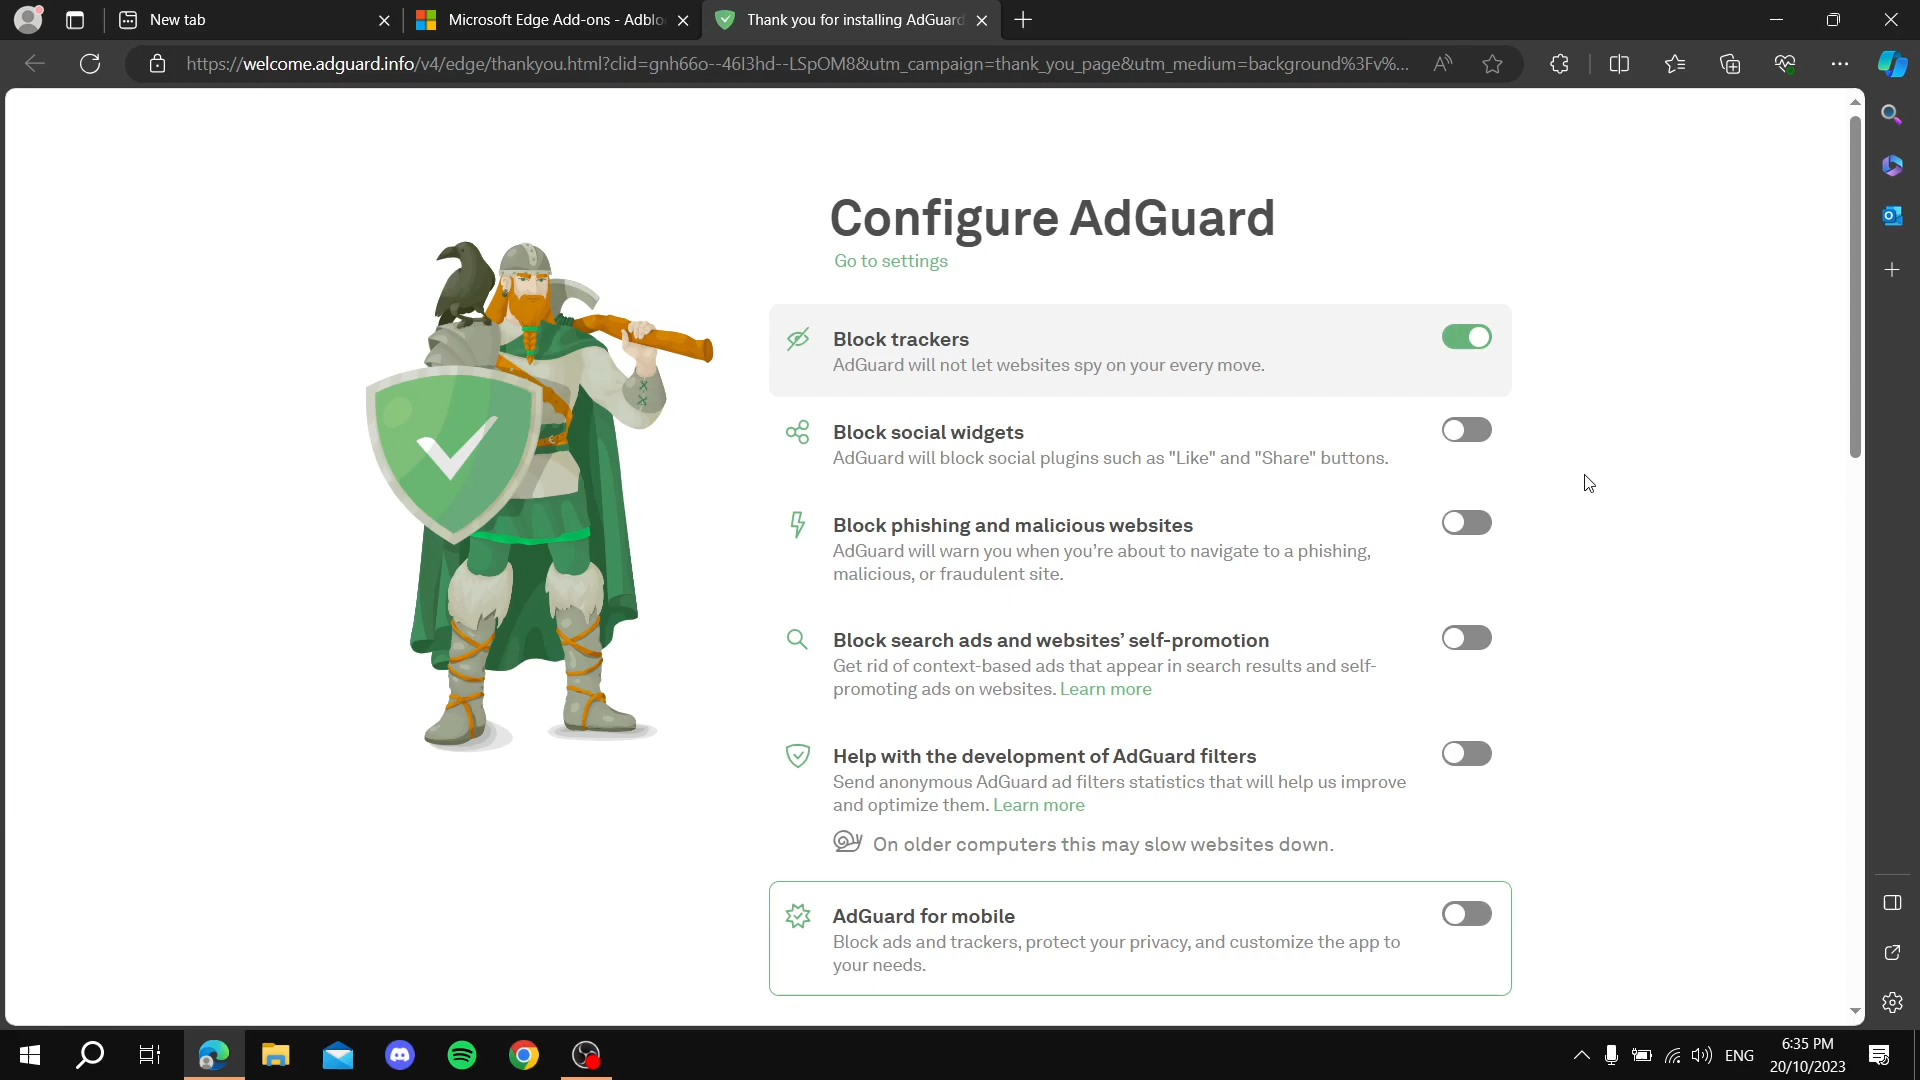 New tab
Microsoft Edge Add-ons - Adblo
Thank you for installing AdGuard
https://welcome.adguard.info/v4/edge/thankyou.html?clid=gnh66o--46l3hd--LSpOM8&utm_campaign=thank_you_page&utm_medium=background%3Fv%...
Configure AdGuard
Go to settings
Block trackers
AdGuard will not let websites spy on your every move.
Block social widgets
AdGuard will block social plugins such as "Like" and "Share" buttons.
Block phishing and malicious websites
AdGuard will warn you when you’re about to navigate to a phishing,
malicious, or fraudulent site.
Block search ads and websites’ self-promotion
Get rid of context-based ads that appear in search results and self-
promoting ads on websites. Learn more
Help with the development of AdGuard filters
Send anonymous AdGuard ad filters statistics that will help us improve
and optimize them. Learn more
On older computers this may slow websites down.
AdGuard for mobile
Block ads and trackers, protect your privacy, and customize the app to
your needs.
ENG
6:35 PM
20/10/2023